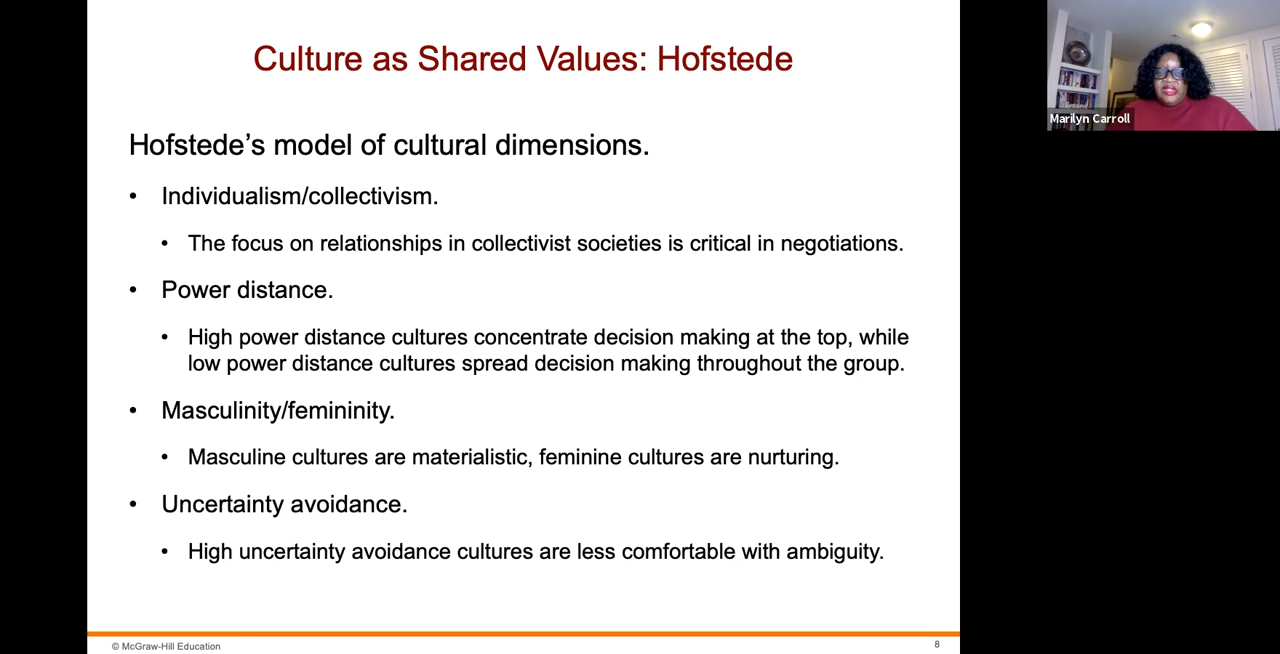 Culture as Shared Values: Hofstede
Marilyn Carroll
Hofstede’s model of cultural dimensions.
• Individualism/collectivism.
• The focus on relationships in collectivist societies is critical in negotiations.
• Power distance.
• High power distance cultures concentrate decision making at the top, while
low power distance cultures spread decision making throughout the group.
• Masculinity/femininity.
• Masculine cultures are materialistic, feminine cultures are nurturing.
• Uncertainty avoidance.
• High uncertainty avoidance cultures are less comfortable with ambiguity.
© McGraw-Hill Education
8